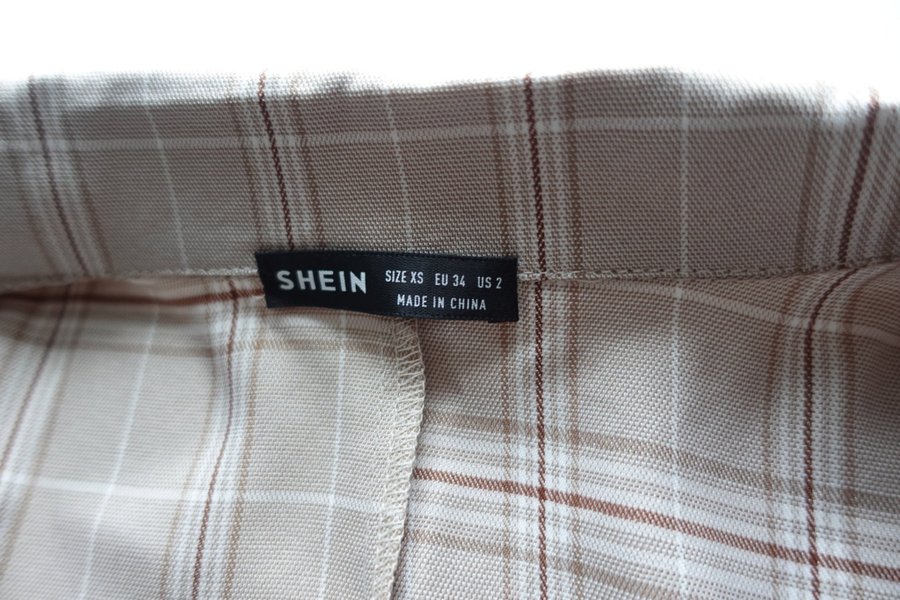 SHEIN
SIZE XS EU 34 US 2
MADE IN CHINA